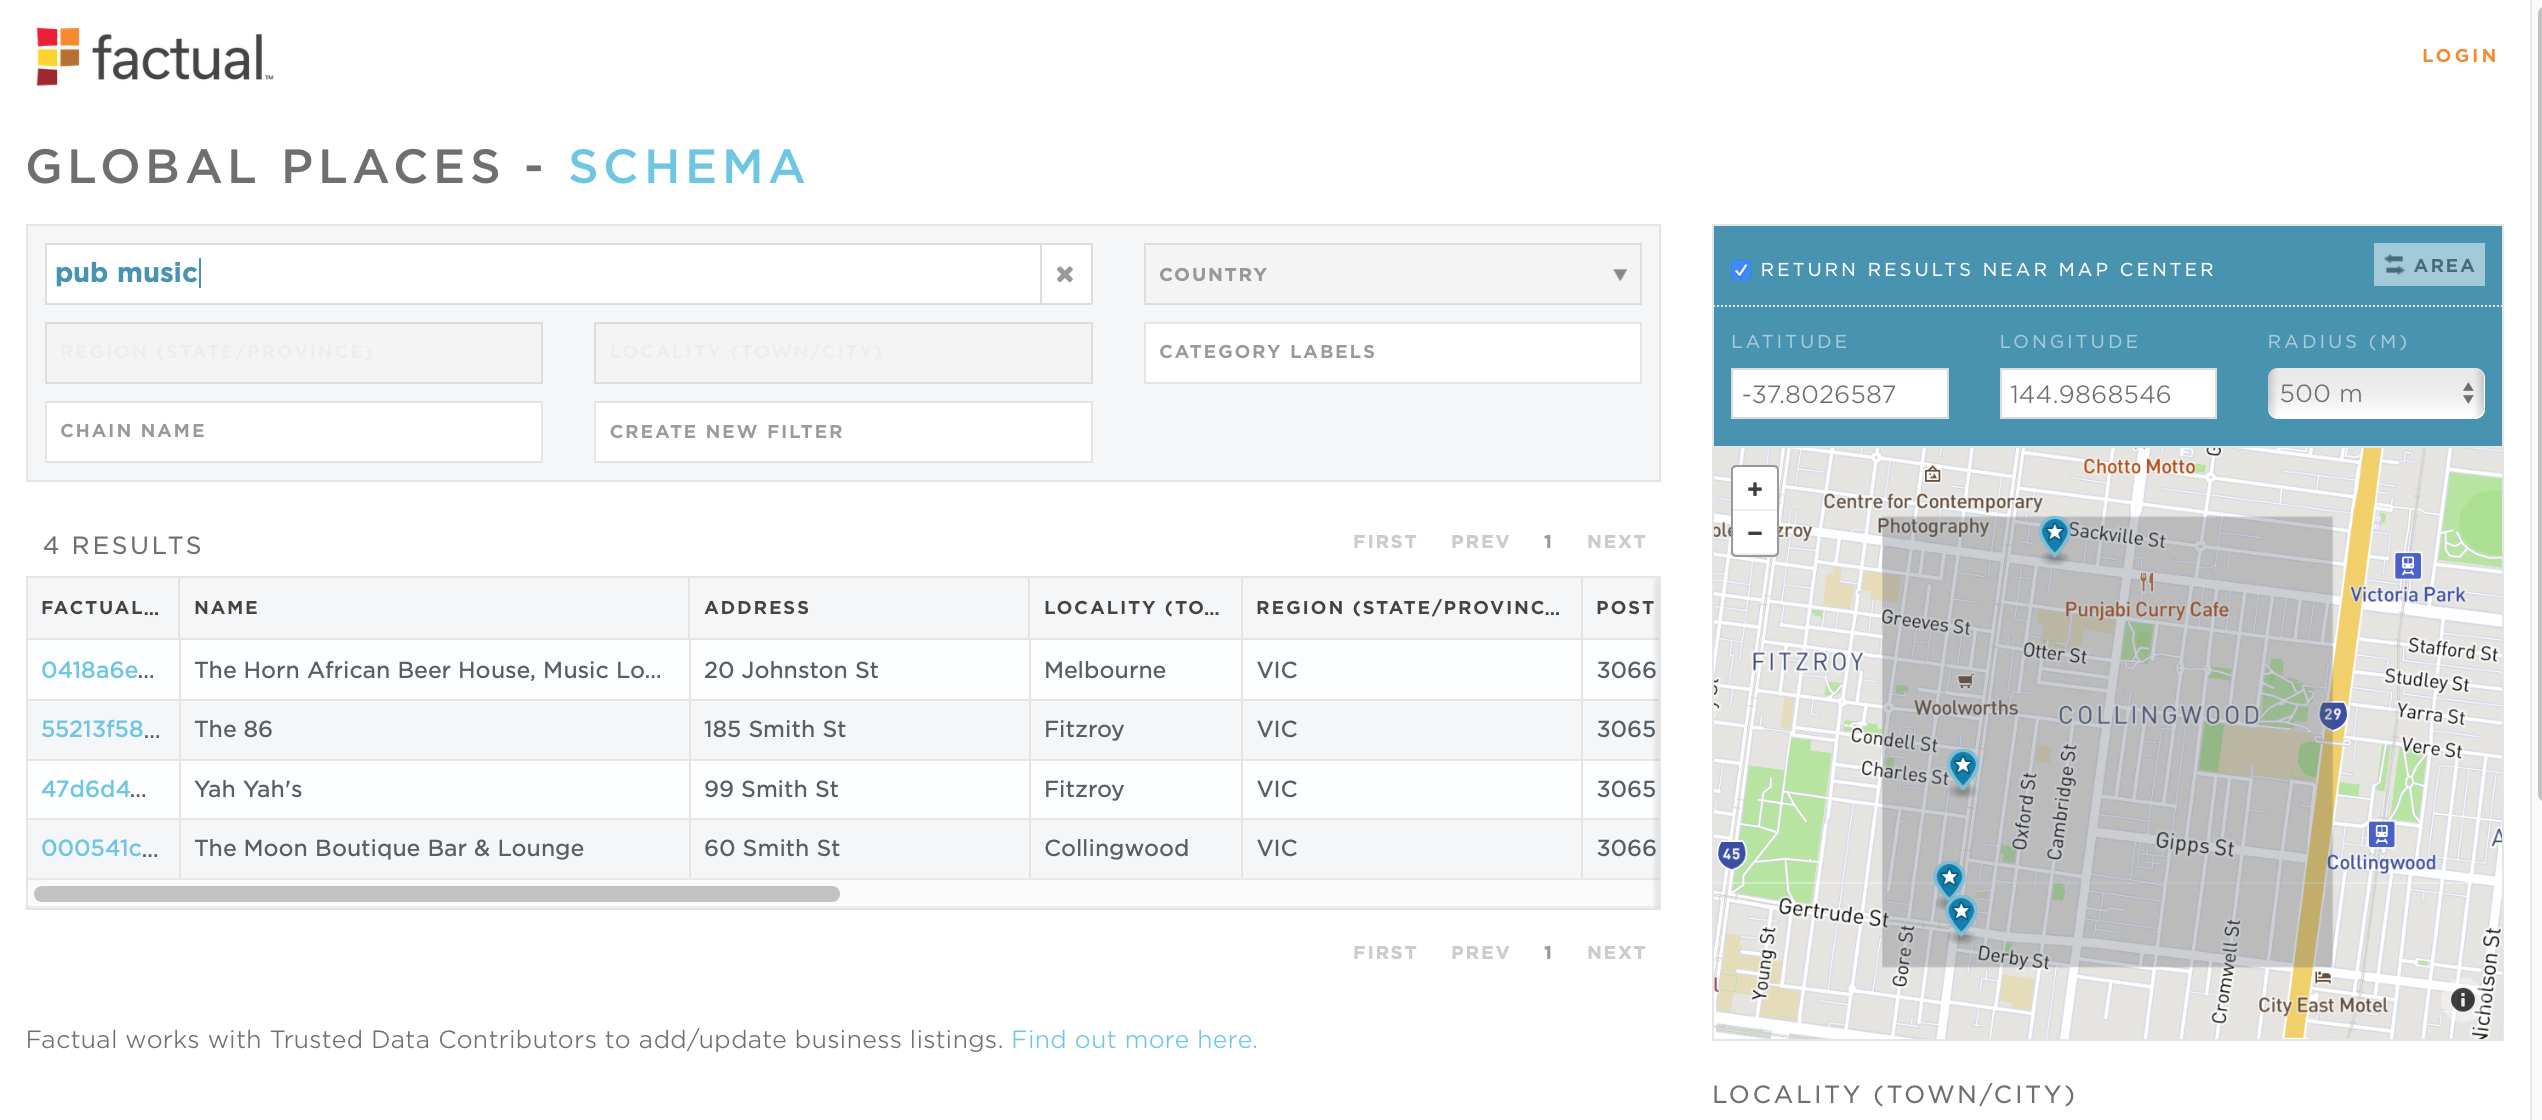 factual™
LOGIN
GLOBAL PLACES - SCHEMA
pub music
COUNTRY
REGION (STATE/PROVINCE)
LOCALITY (TOWN/CITY)
CATEGORY LABELS
CHAIN NAME
CREATE NEW FILTER
4 RESULTS
FIRST PREV 1 NEXT
FACTUAL... NAME ADDRESS LOCALITY (TO... REGION (STATE/PROVINC... POST
0418a6e... The Horn African Beer House, Music Lo... 20 Johnston St Melbourne VIC 3066
55213f58... The 86 185 Smith St Fitzroy VIC 3065
47d6d4... Yah Yah's 99 Smith St Fitzroy VIC 3065
000541c... The Moon Boutique Bar & Lounge 60 Smith St Collingwood VIC 3066
FIRST PREV 1 NEXT
Factual works with Trusted Data Contributors to add/update business listings. Find out more here.
RETURN RESULTS NEAR MAP CENTER
AREA
LATITUDE LONGITUDE RADIUS (M)
-37.8026587 144.9868546 500 m
+
−
Chotto Motto
Centre for Contemporary
Photography
Sackville St
Victoria Park
Punjabi Curry Cafe
Greeves St
Otter St
Stafford St
FITZROY
Studley St
Woolworths
COLLINGWOOD
29
Yarra St
Condell St
Vere St
Charles St
Oxford St
Cambridge St
Gipps St
45
Collingwood
Gertrude St
Young St
Gore St
Derby St
Cromwell St
Nicholson St
City East Motel
LOCALITY (TOWN/CITY)